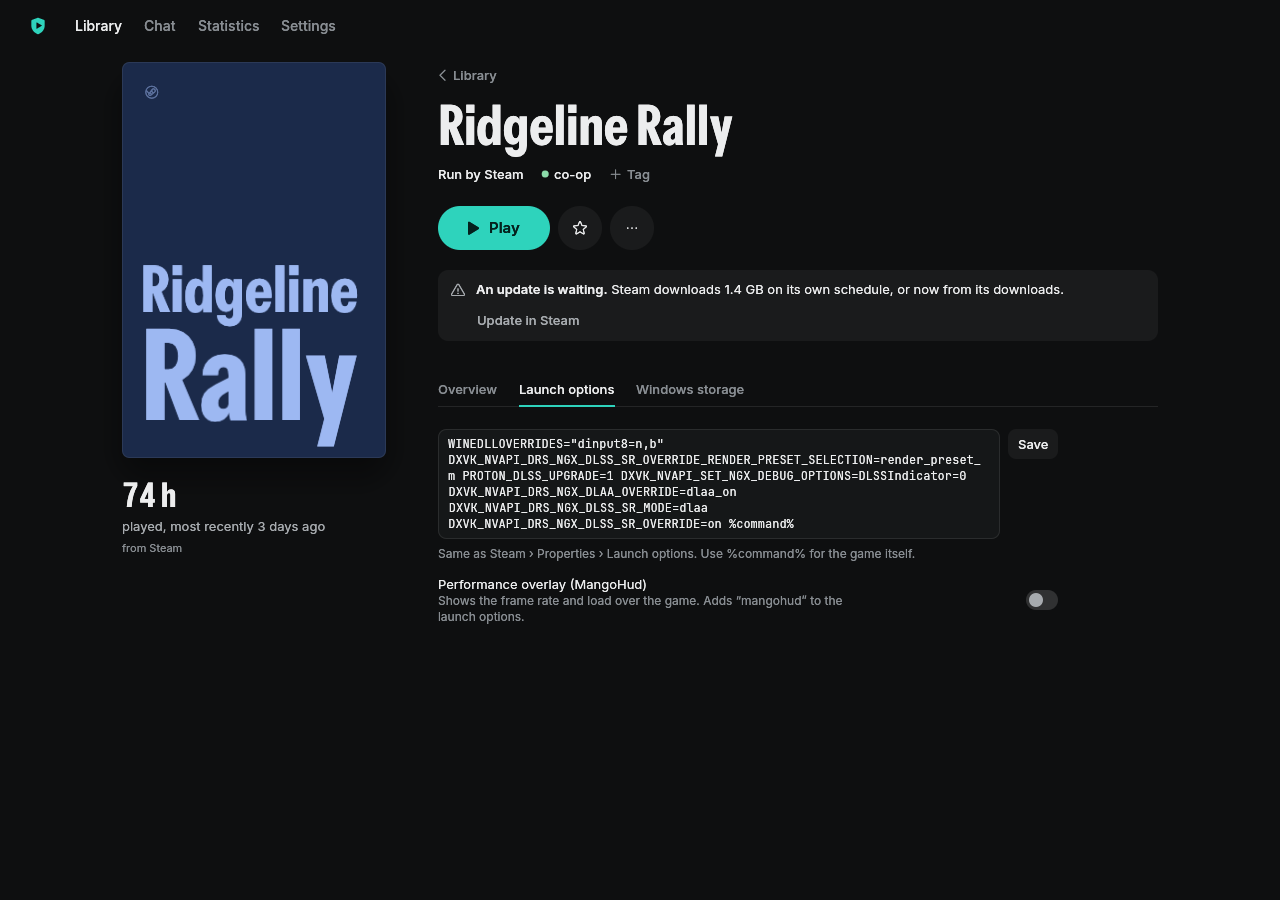 Library Chat Statistics Settings
Library
Ridgeline Rally
Run by Steam co-op + Tag
Play ···
An update is waiting. Steam downloads 1.4 GB on its own schedule, or now from its downloads.
Update in Steam
Ridgeline
Rally
Overview Launch options Windows storage
WINEDLLOVERRIDES="dinput8=n,b"
DXVK_NVAPI_DRS_NGX_DLSS_SR_OVERRIDE_RENDER_PRESET_SELECTION=render_preset_
m PROTON_DLSS_UPGRADE=1 DXVK_NVAPI_SET_NGX_DEBUG_OPTIONS=DLSSIndicator=0
DXVK_NVAPI_DRS_NGX_DLAA_OVERRIDE=dlaa_on
DXVK_NVAPI_DRS_NGX_DLSS_SR_MODE=dlaa
DXVK_NVAPI_DRS_NGX_DLSS_SR_OVERRIDE=on %command%
Save
Same as Steam › Properties › Launch options. Use %command% for the game itself.
74 h
played, most recently 3 days ago
from Steam
Performance overlay (MangoHud)
Shows the frame rate and load over the game. Adds “mangohud” to the
launch options.